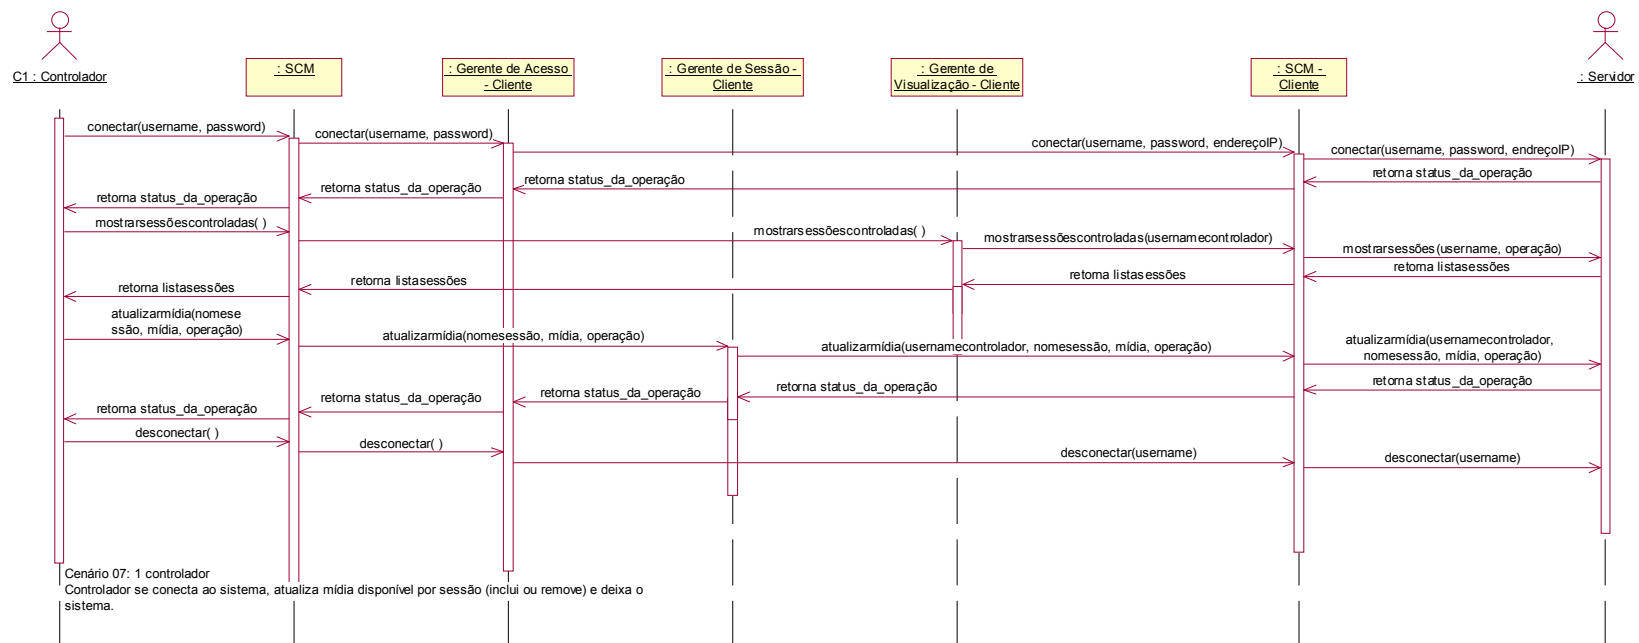 C1 : Controlador
: SCM
: Gerente de Acesso
- Cliente
: Gerente de Sessão -
Cliente
: Gerente de
Visualização - Cliente
: SCM -
Cliente
: Servidor
conectar(username, password)
conectar(username, password)
conectar(username, password, endereçoIP)
conectar(username, password, endreçoIP)
retorna status_da_operação
retorna status_da_operação
retorna status_da_operação
retorna status_da_operação
mostrarsessõescontroladas( )
mostrarsessõescontroladas( )
mostrarsessõescontroladas(usernamecontrolador)
mostrarsessões(username, operação)
retorna listasessões
retorna listasessões
retorna listasessões
retorna listasessões
atualizarmídia(nomese
ssão, mídia, operação)
atualizarmídia(nomesessão, mídia, operação)
atualizarmídia(usernamecontrolador, nomesessão, mídia, operação)
atualizarmídia(usernamecontrolador,
nomesessão, mídia, operação)
retorna status_da_operação
retorna status_da_operação
retorna status_da_operação
retorna status_da_operação
retorna status_da_operação
desconectar( )
desconectar( )
desconectar(username)
desconectar(username)
Cenário 07: 1 controlador
Controlador se conecta ao sistema, atualiza mídia disponível por sessão (inclui ou remove) e deixa o
sistema.